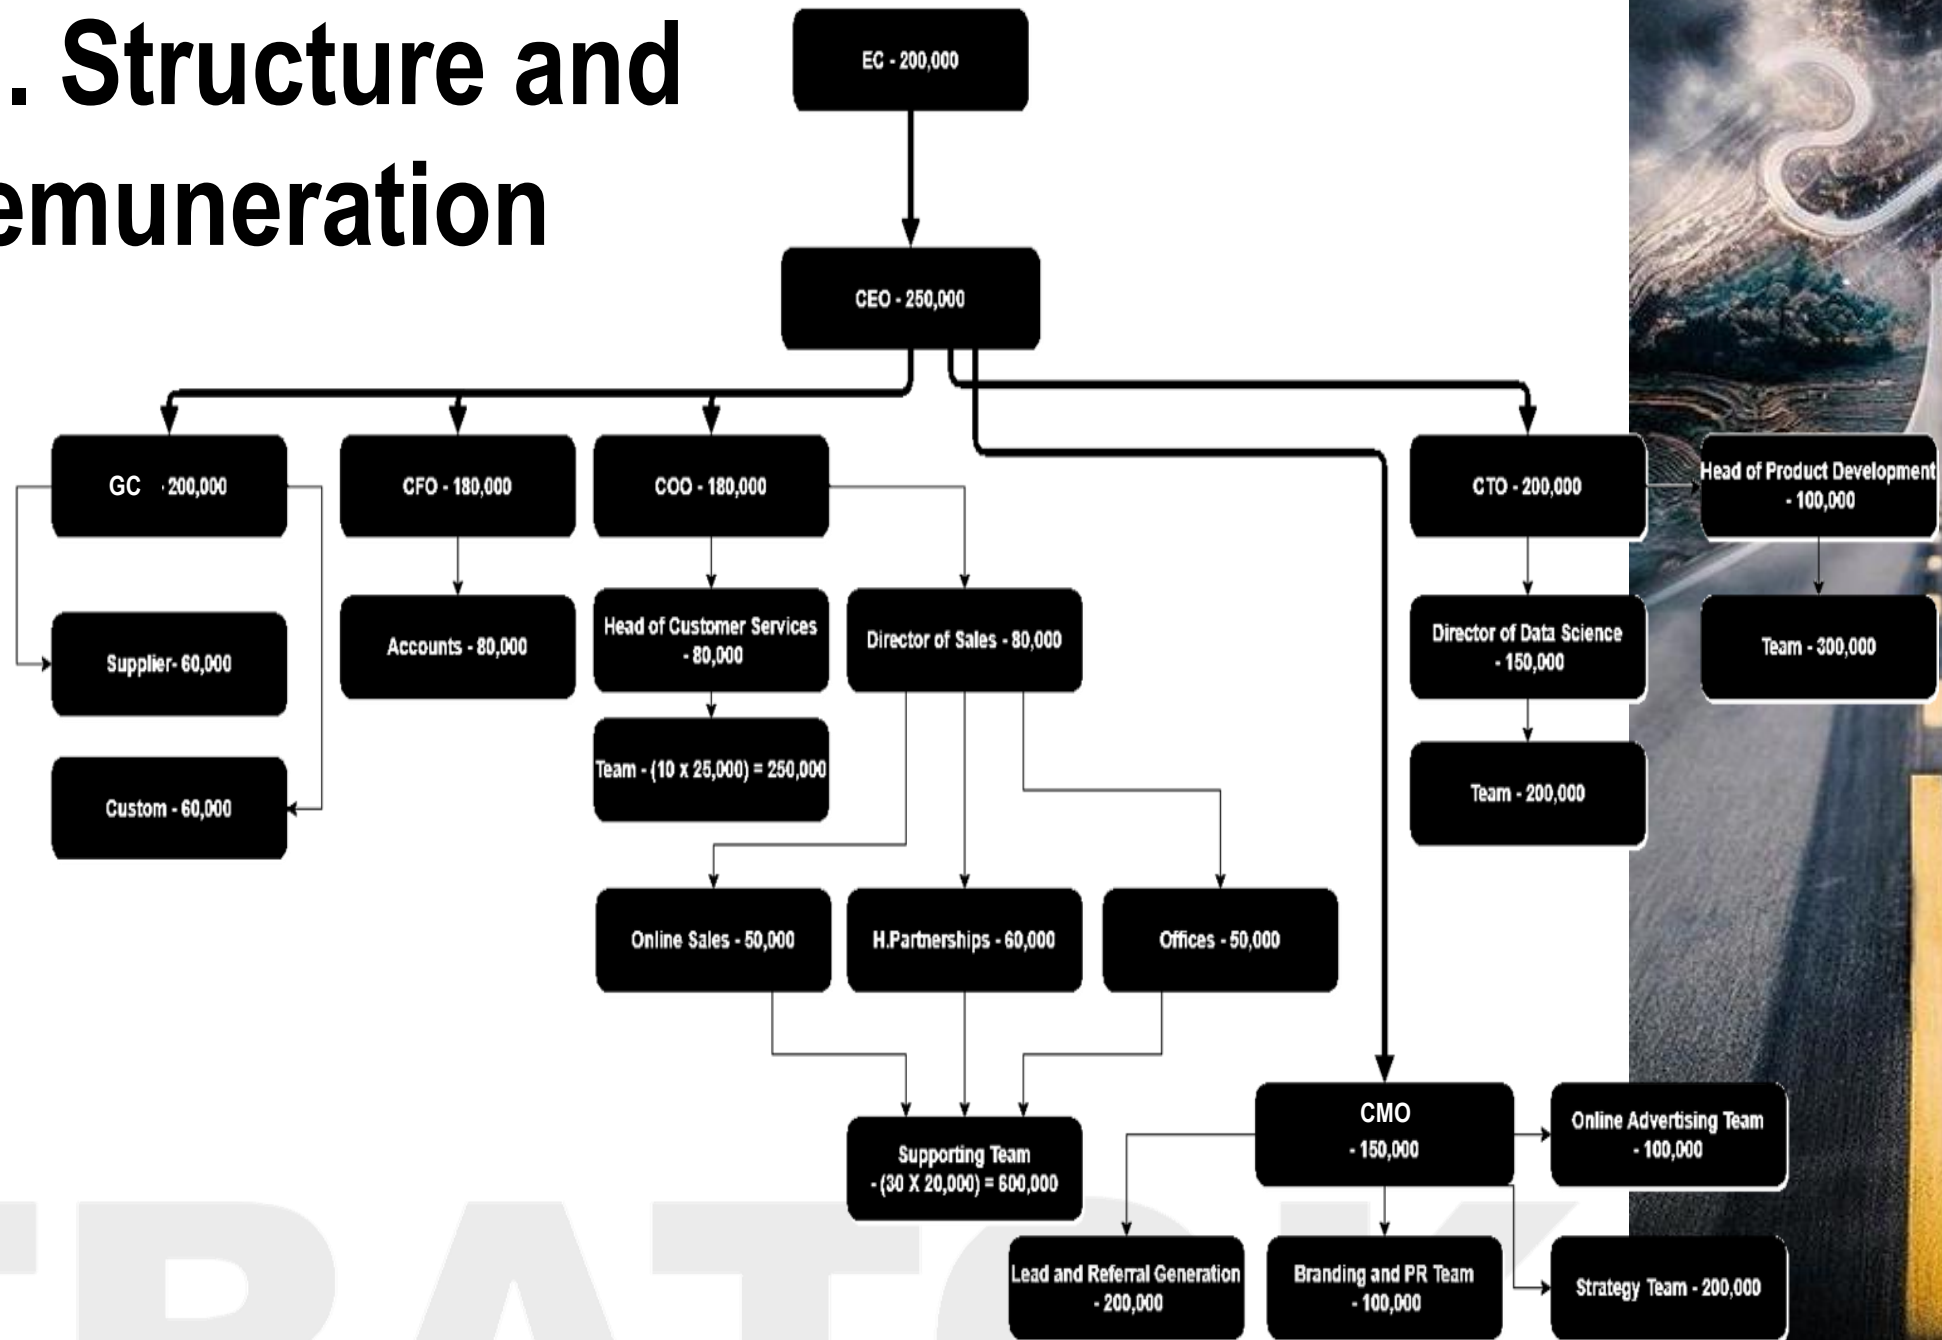 . Structure and
emuneration
EC - 200,000
CEO - 250,000
GC - 200,000
CFO - 180,000
COO - 180,000
CTO - 200,000
Head of Product Development
- 100,000
Supplier- 60,000
Accounts - 80,000
Head of Customer Services
- 80,000
Director of Sales - 80,000
Director of Data Science
- 150,000
Team - 300,000
Custom - 60,000
Team - (10 x 25,000) = 250,000
Team - 200,000
Online Sales - 50,000
H.Partnerships - 60,000
Offices - 50,000
Supporting Team
- (30 X 20,000) = 600,000
CMO
- 150,000
Online Advertising Team
- 100,000
Lead and Referral Generation
- 200,000
Branding and PR Team
- 100,000
Strategy Team - 200,000